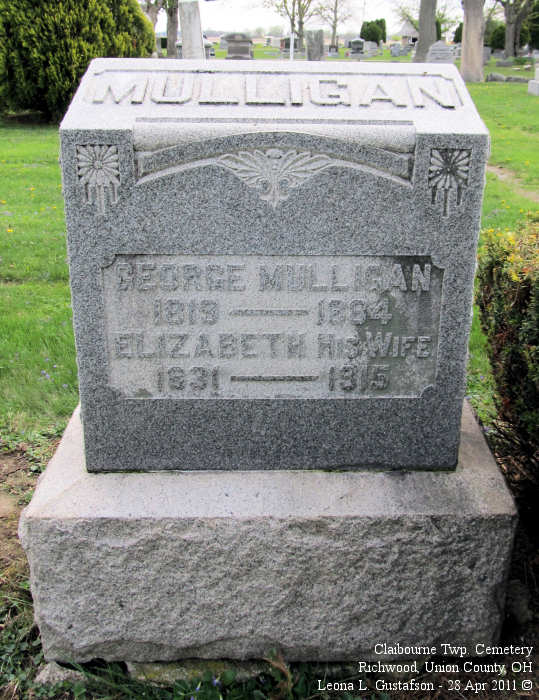 MULLIGAN
GEORGE MULLIGAN
1819 — 1884
ELIZABETH HIS WIFE
1831 — 1915
Claibourne Twp. Cemetery
Richwood, Union County, OH
Leona L. Gustafson - 28 Apr 2011 ©